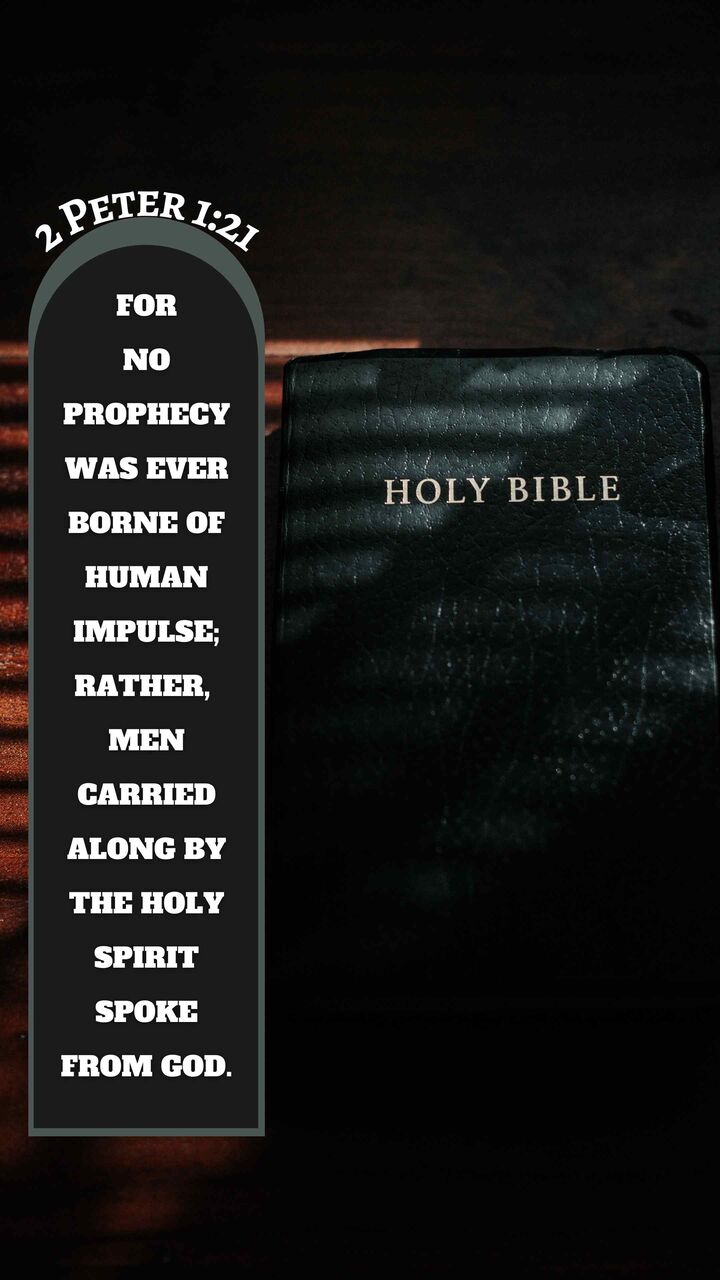 2 Peter 1:21
FOR
NO
PROPHECY
WAS EVER
BORNE OF
HUMAN
IMPULSE;
RATHER,
MEN
CARRIED
ALONG BY
THE HOLY
SPIRIT
SPOKE
FROM GOD.
HOLY BIBLE